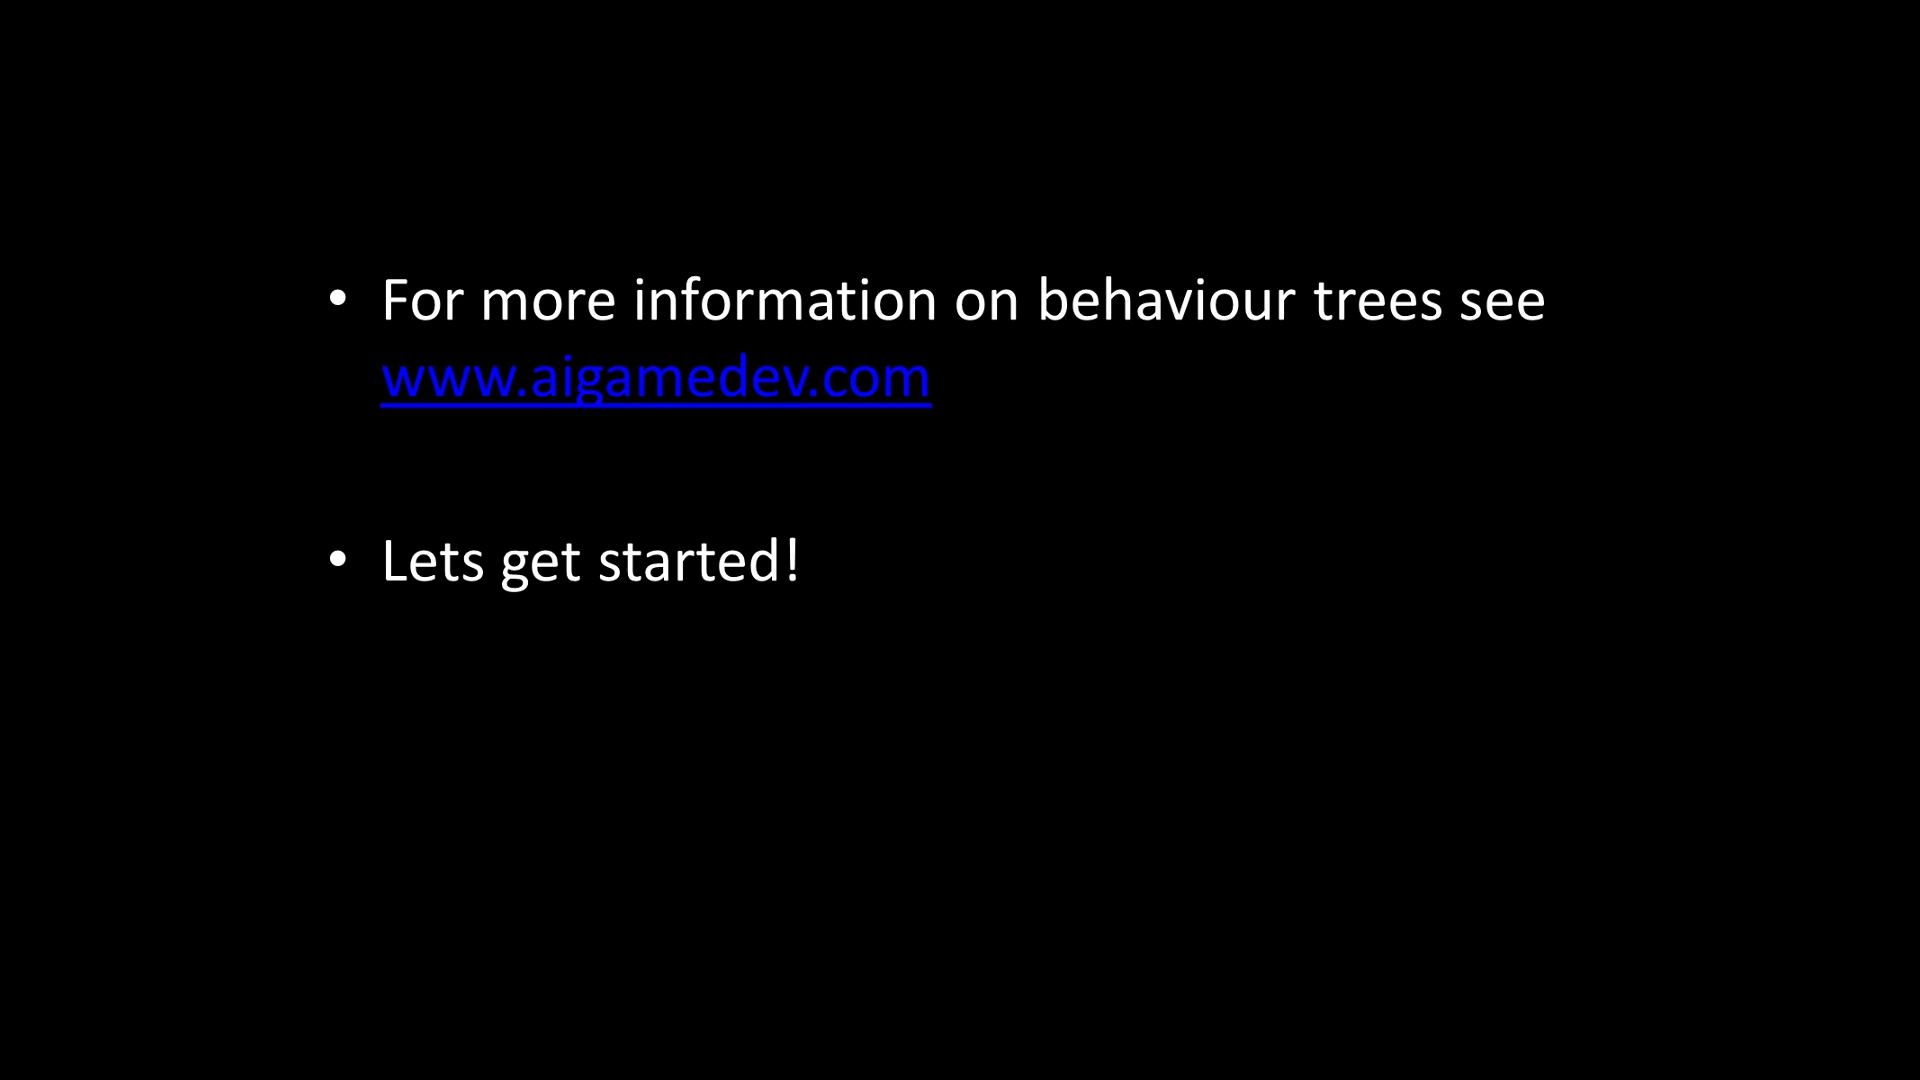 • For more information on behaviour trees see
www.aigamedev.com
• Lets get started!